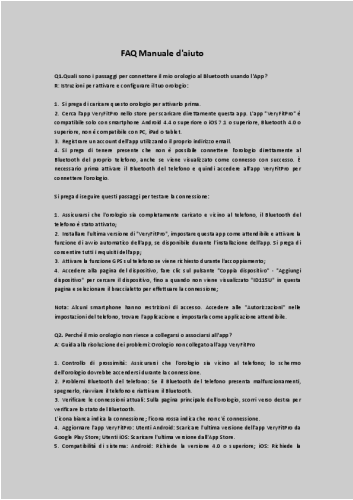 FAQ Manuale d'aiuto
Q1.Quali sono i passaggi per connettere il mio orologio al Bluetooth usando l'App?
R: Istruzioni per attivare e configurare il tuo orologio:
1. Si prega di caricare questo orologio per attivarlo prima.
2. Cerca l'app VeryFitPro nello store per scaricare direttamente questa app. L'app "VeryFitPro" é
compatibile solo con smartphone Android 4.4 o superiore o iOS 7.1 o superiore, Bluetooth 4.0 o
superiore, non é compatibile con PC, iPad o tablet.
3. Registrare un account dell'app utilizzando il proprio indirizzo email.
4. Si prega di tenere presente che non é possibile connettere l'orologio direttamente al
Bluetooth del proprio telefono, anche se viene visualizzato come connesso con successo. È
necessario prima attivare il Bluetooth del telefono e quindi accedere all'app VeryFitPro per
connettere l'orologio.
Si prega di seguire questi passaggi per testare la connessione:
1. Assicurarsi che l'orologio sia completamente caricato e vicino al telefono, il Bluetooth del
telefono é stato attivato;
2. Installare l'ultima versione di "VeryFitPro", impostare questa app come attendibile e attivare la
funzione di avvio automatico dell'app, se disponibile durante l'installazione dell'app. Si prega di
consentire tutti i requisiti dell'app;
3. Attivare la funzione GPS sul telefono se viene richiesto durante l'accoppiamento;
4. Accedere alla pagina del dispositivo, fare clic sul pulsante "Coppia dispositivo" - "Aggiungi
dispositivo" per cercare il dispositivo, fino a quando non viene visualizzato "ID115U" in questa
pagina e selezionare il braccialetto per effettuare la connessione;
Nota: Alcuni smartphone hanno restrizioni di accesso. Accedere alle "Autorizzazioni" nelle
impostazioni del telefono, trovare l'applicazione e impostarla come applicazione attendibile.
Q2. Perché il mio orologio non riesce a collegarsi o associarsi all'app?
A: Guida alla risoluzione dei problemi: Orologio non collegato all'app VeryFitPro
1. Controllo di prossimità: Assicurarsi che l'orologio sia vicino al telefono; lo schermo
dell'orologio dovrebbe accendersi durante la connessione.
2. Problemi Bluetooth del telefono: Se il Bluetooth del telefono presenta malfunzionamenti,
spegnerlo, riavviare il telefono e riattivare il Bluetooth.
3. Verificare le connessioni attuali: Sulla pagina principale dell'orologio, scorri verso destra per
verificare lo stato del Bluetooth.
L'icona bianca indica la connessione; l'icona rossa indica che non c'è connessione.
4. Aggiornare l'app VeryFitPro: Utenti Android: Scaricare l'ultima versione dell'app VeryFitPro da
Google Play Store; Utenti iOS: Scaricare l'ultima versione dall'App Store.
5. Compatibilità di sistema: Android: Richiede la versione 4.0 o superiore; iOS: Richiede la